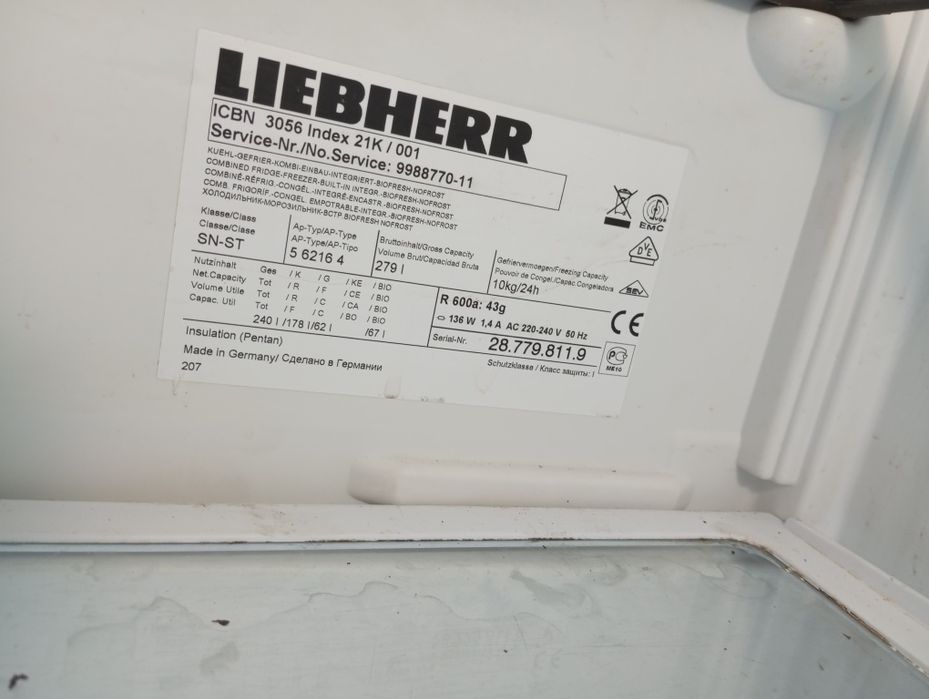 LIEBHERR
ICBN 3056 Index 21K / 001
Service-Nr./No.Service: 9988770-11
KUEHL-GEFRIER-KOMBI-EINBAU-INTEGRIERT-BIOFRESH-NOFROST
COMBINED FRIDGE-FREEZER-BUILT-IN INTEGR.-BIOFRESH-NOFROST
COMBINÉ-RÉFRIG.-CONGÉL.-INTEGRÉ-ENCASTR.-BIOFRESH/NOFROST
COMB. FRIGORÍF.-CONGEL. EMPOTRABLE-INTEGR.-BIOFRESH/NOFROST
ХОЛОДИЛЬНИК-МОРОЗИЛЬНИК-ВСТР.BIOFRESH NOFROST
Klasse/Class
Classe/Clase
SN-ST
Ap-Typ/AP-Type
AP-Type/AP-Tipo
5 6216 4
Bruttoinhalt/Gross Capacity
Volume Brut/Capacidad Bruta
279 l
Gefriervermoegen/Freezing Capacity
Pouvoir de Congel./Capac.Congeladora
10kg/24h
Nutzinhalt Ges / K / G / KE / BIO
Net.Capacity Tot / R / F / CE / BIO
Volume Utile Tot / R / C / CA / BIO
Capac. Util Tot / F / C / BO / BIO
240 l /178 l /62 l /67 l
R 600a: 43g
136 W 1,4 A AC 220-240 V 50 Hz
Serial-Nr. 28.779.811.9
Insulation (Pentan)
Schutzklasse / Класс защиты: I
Made in Germany/ Сделано в Германии
207
EMC
DVE
SEV
CE
PC
ME10